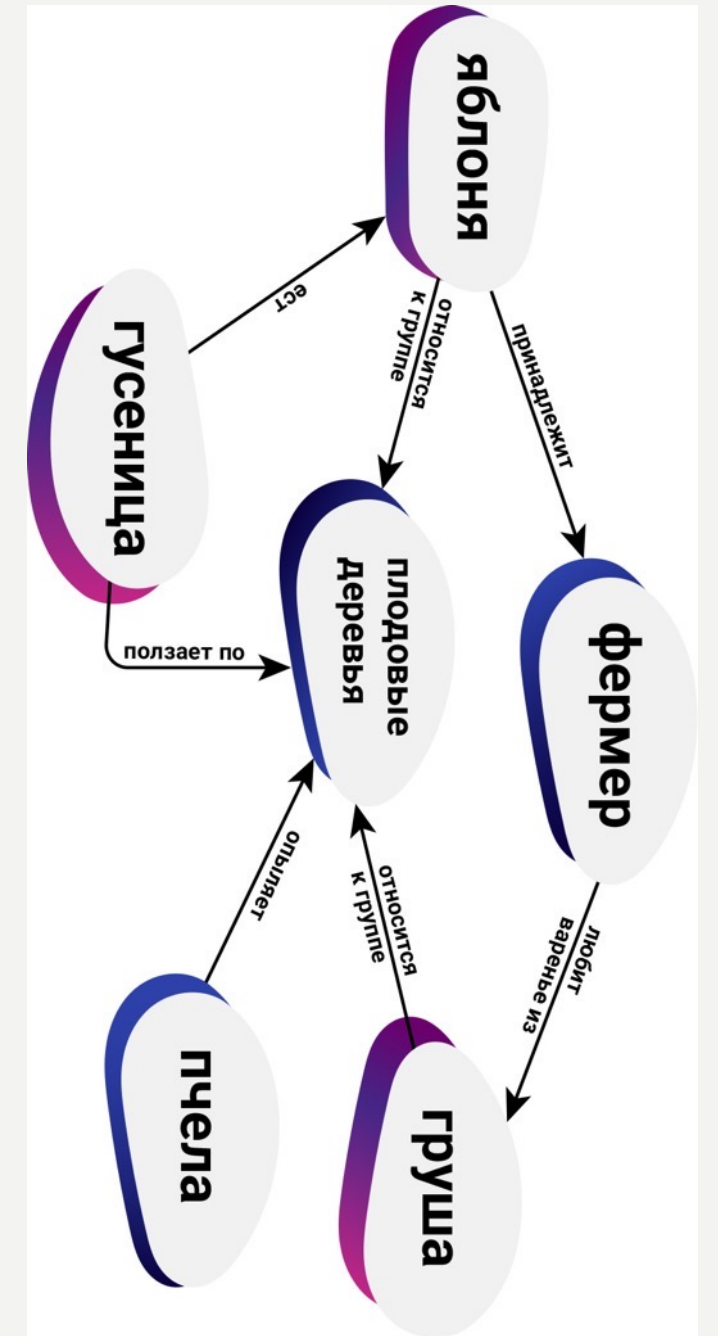 фермер
принадлежит
любит
варенье из
яблоня
относится
к группе
плодовые
деревья
относится
к группе
груша
ест
ползает по
опыляет
гусеница
пчела